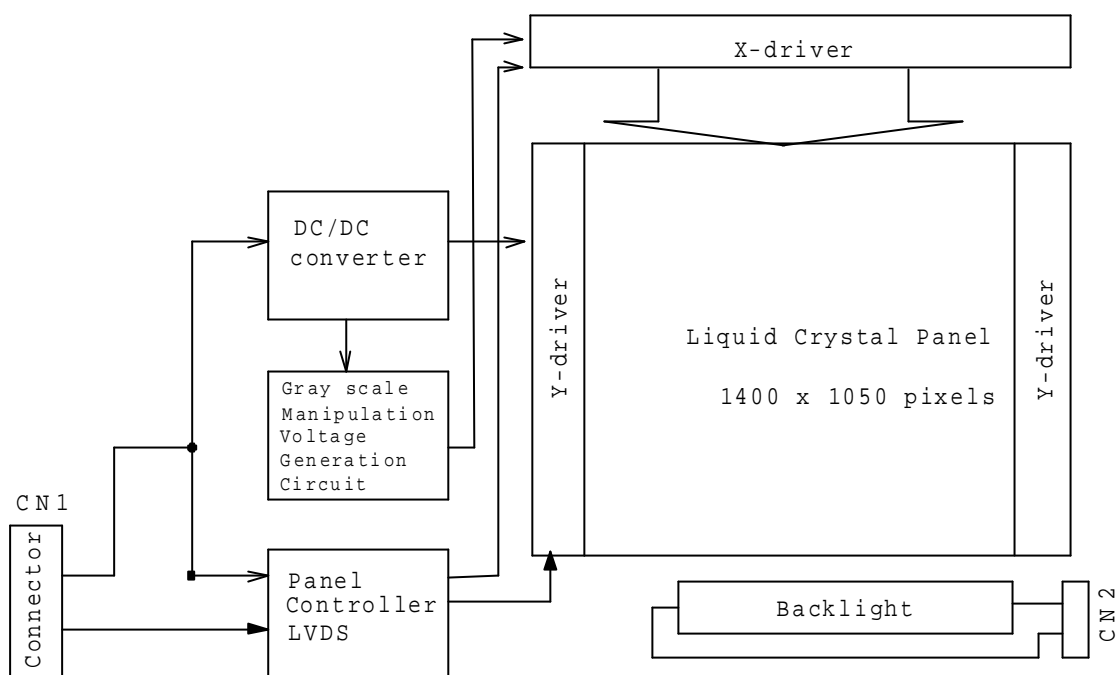 X-driver
DC/DC
converter
Y-driver
Liquid Crystal Panel
1400 x 1050 pixels
Y-driver
Gray scale
Manipulation
Voltage
Generation
Circuit
CN1
Connector
Panel
Controller
LVDS
Backlight
CN2